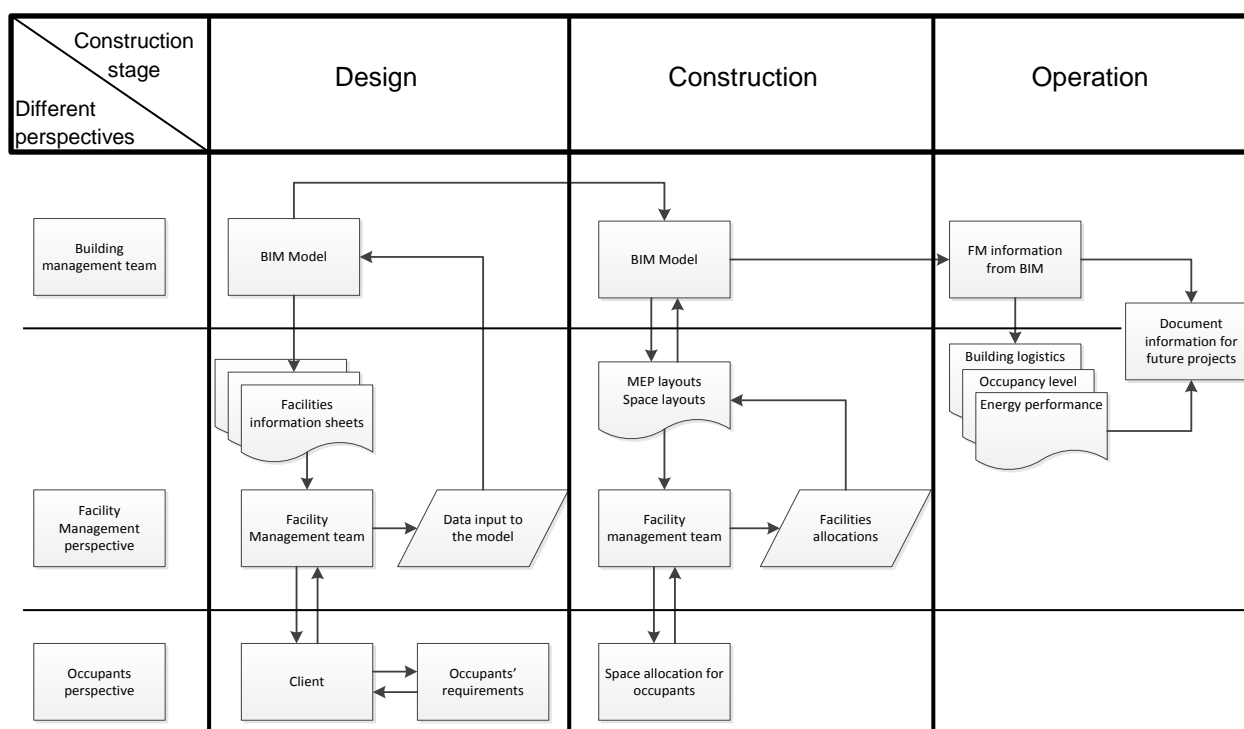 Construction
stage
Different
perspectives
Design
Construction
Operation
Building
management team
BIM Model
BIM Model
FM information
from BIM
Document
information for
future projects
Facilities
information sheets
MEP layouts
Space layouts
Building logistics
Occupancy level
Energy performance
Facility
Management
perspective
Facility
Management team
Data input to
the model
Facility
management team
Facilities
allocations
Occupants
perspective
Client
Occupants’
requirements
Space allocation for
occupants